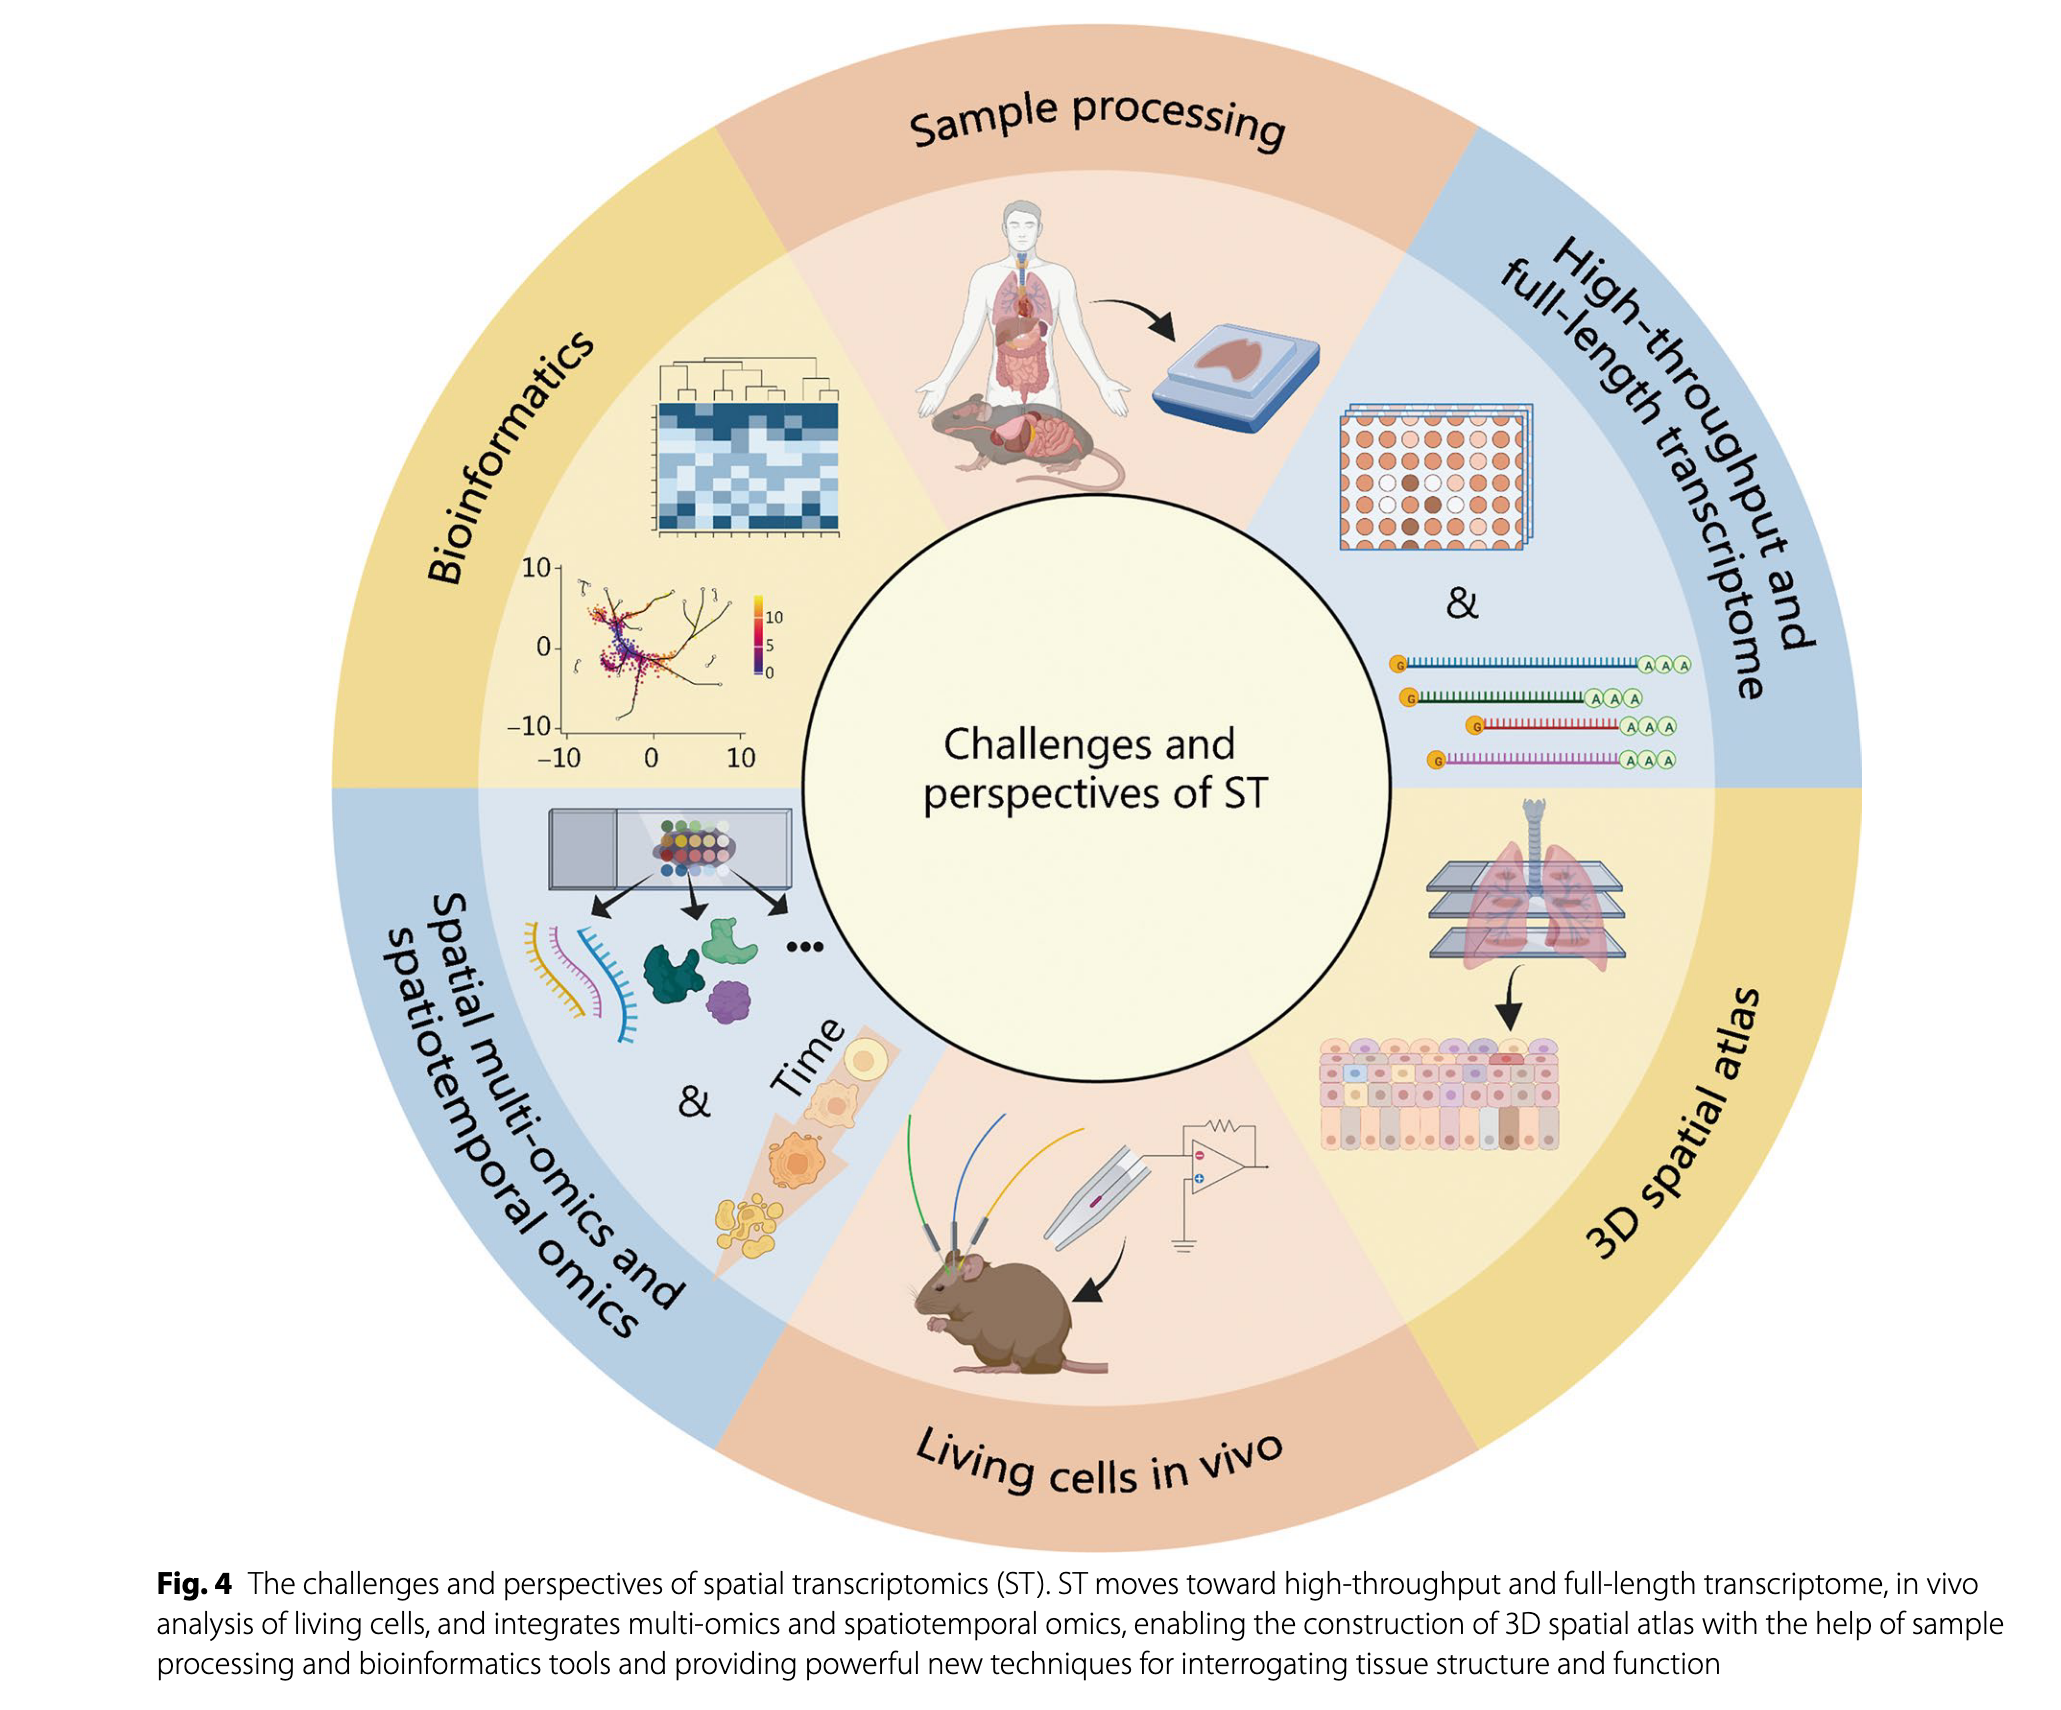 Sample processing
High-throughput and
full-length transcriptome
Bioinformatics
&
10
0
−10
−10 0 10
10
5
0
G A A A
G A A A
G A A A
G A A A
Challenges and
perspectives of ST
Spatial multi-omics and
spatiotemporal omics
...
Time
&
3D spatial atlas
Living cells in vivo
Fig. 4 The challenges and perspectives of spatial transcriptomics (ST). ST moves toward high-throughput and full-length transcriptome, in vivo
analysis of living cells, and integrates multi-omics and spatiotemporal omics, enabling the construction of 3D spatial atlas with the help of sample
processing and bioinformatics tools and providing powerful new techniques for interrogating tissue structure and function